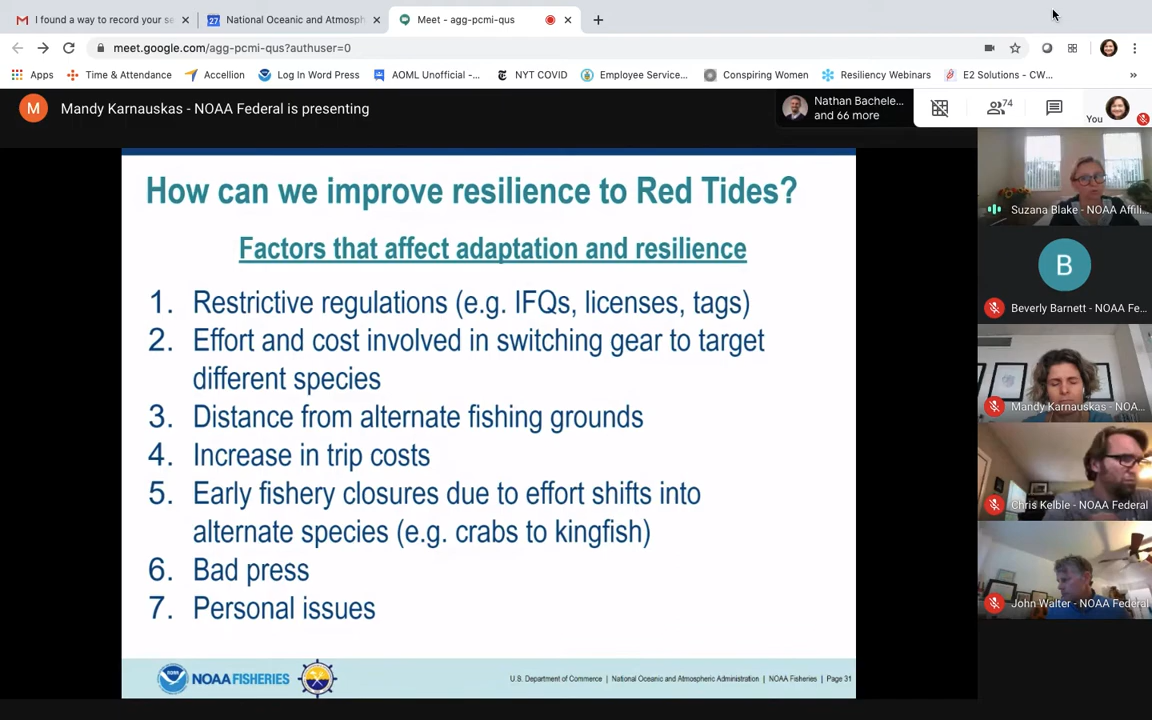 I found a way to record your se
National Oceanic and Atmosph
Meet - agg-pcmi-qus
meet.google.com/agg-pcmi-qus?authuser=0
Apps
Time & Attendance
Accellion
Log In Word Press
AOML Unofficial -...
NYT COVID
Employee Service...
Conspiring Women
Resiliency Webinars
E2 Solutions - CW...
M
Mandy Karnauskas - NOAA Federal is presenting
Nathan Bachele...
and 66 more
74
You
How can we improve resilience to Red Tides?
Factors that affect adaptation and resilience
1. Restrictive regulations (e.g. IFQs, licenses, tags)
2. Effort and cost involved in switching gear to target
different species
3. Distance from alternate fishing grounds
4. Increase in trip costs
5. Early fishery closures due to effort shifts into
alternate species (e.g. crabs to kingfish)
6. Bad press
7. Personal issues
NOAA FISHERIES
U.S. Department of Commerce | National Oceanic and Atmospheric Administration | NOAA Fisheries | Page 31
Suzana Blake - NOAA Affili...
B
Beverly Barnett - NOAA Fe...
Mandy Karnauskas - NOA...
Chris Kelble - NOAA Federal
John Walter - NOAA Federal